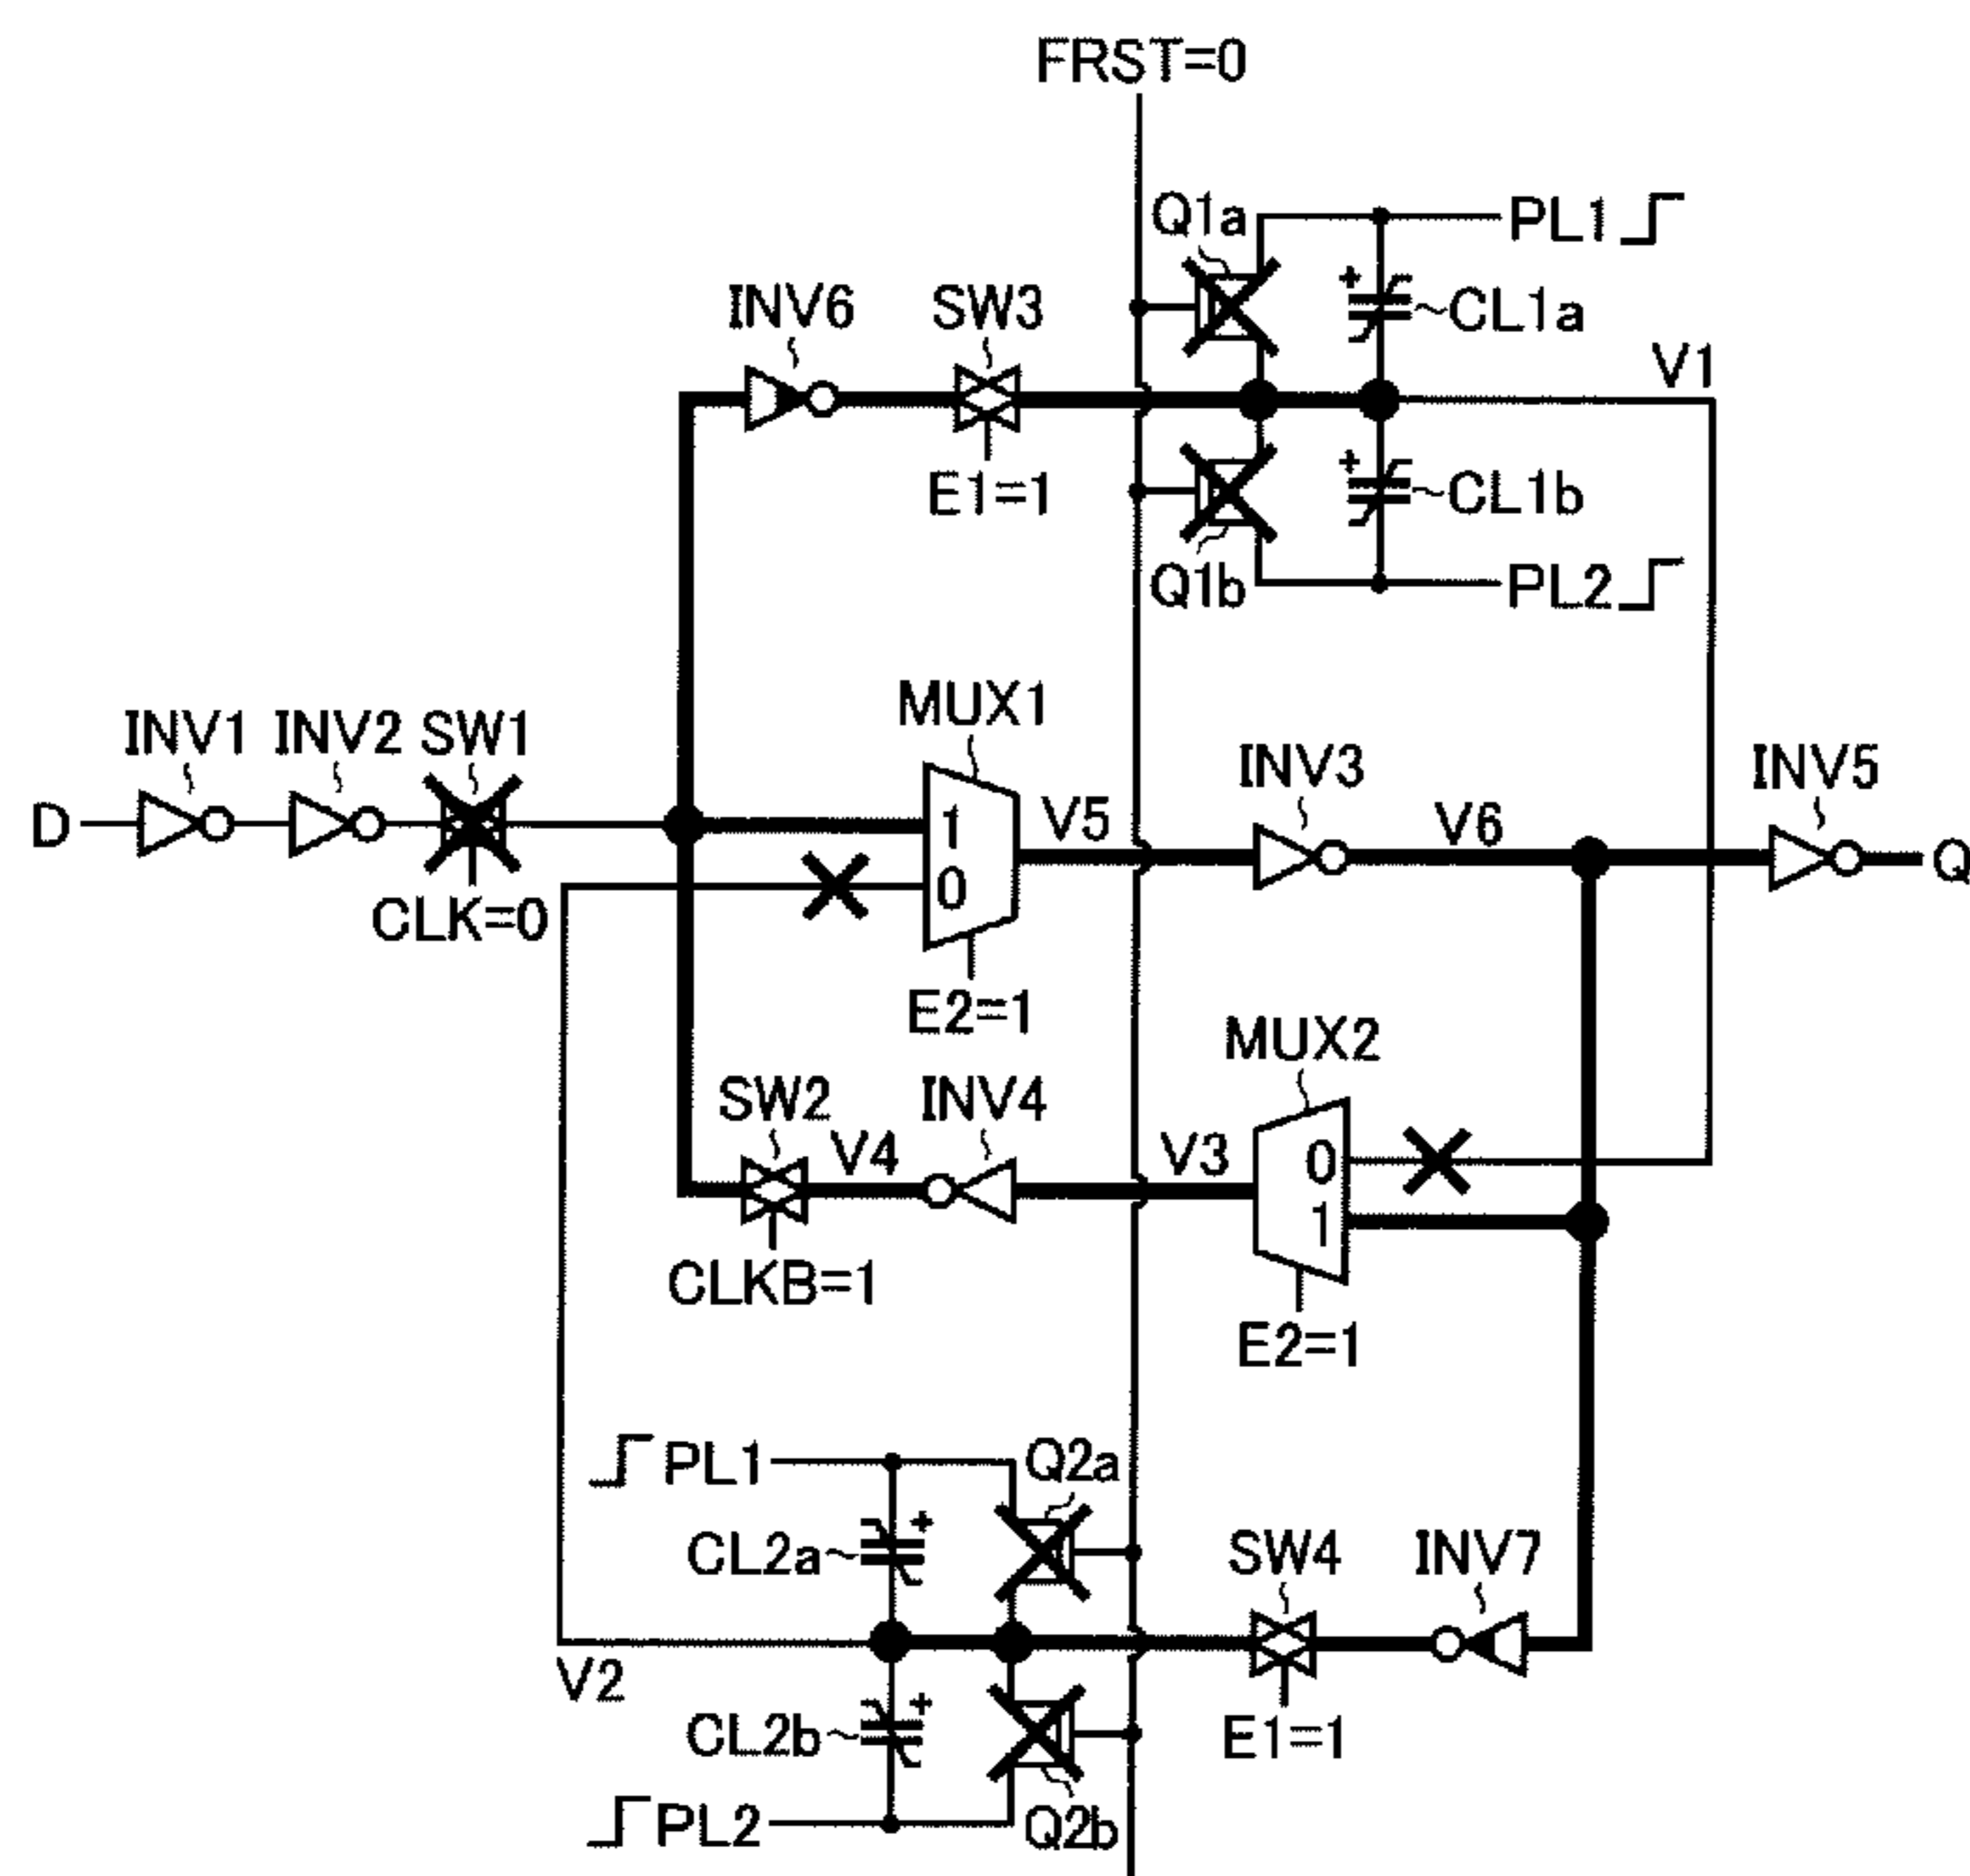 FRST=0
Q1a
PL1
INV6
SW3
+
CL1a
V1
E1=1
+
CL1b
Q1b
PL2
MUX1
INV1
INV2
SW1
INV3
INV5
D
1
V5
V6
Q
0
CLK=0
E2=1
MUX2
SW2
INV4
V4
V3
0
1
CLKB=1
E2=1
PL1
Q2a
CL2a
+
SW4
INV7
V2
CL2b
+
E1=1
PL2
Q2b